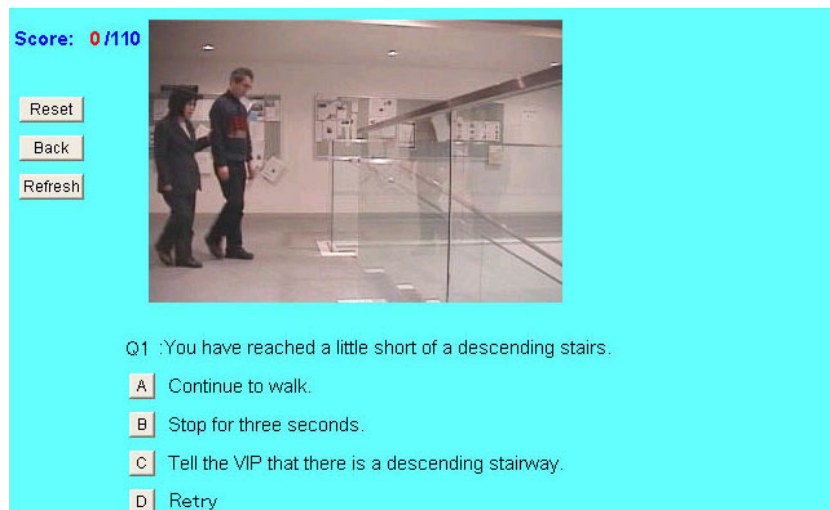 Score: 0 /110
Reset
Back
Refresh
Q1 :You have reached a little short of a descending stairs.
A Continue to walk.
B Stop for three seconds.
C Tell the VIP that there is a descending stairway.
D Retry